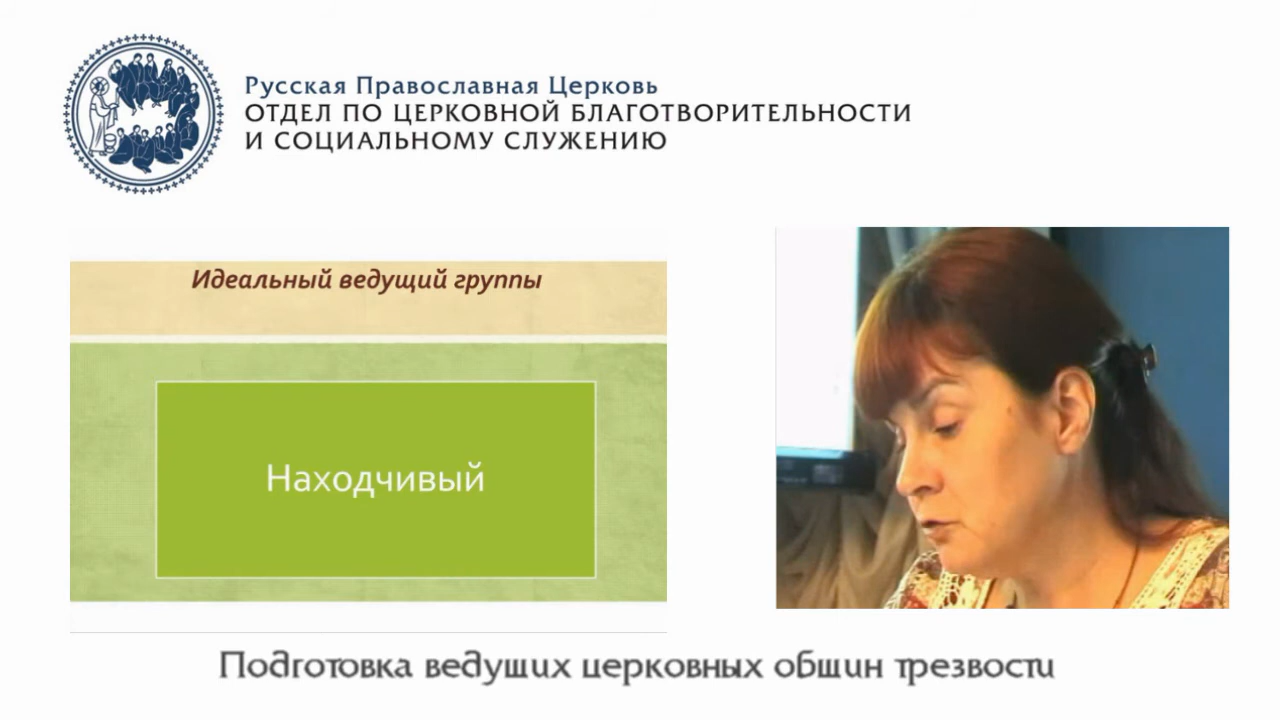 Русская Православная Церковь
ОТДЕЛ ПО ЦЕРКОВНОЙ БЛАГОТВОРИТЕЛЬНОСТИ
И СОЦИАЛЬНОМУ СЛУЖЕНИЮ
Идеальный ведущий группы
Находчивый
Подготовка ведущих церковных общин трезвости